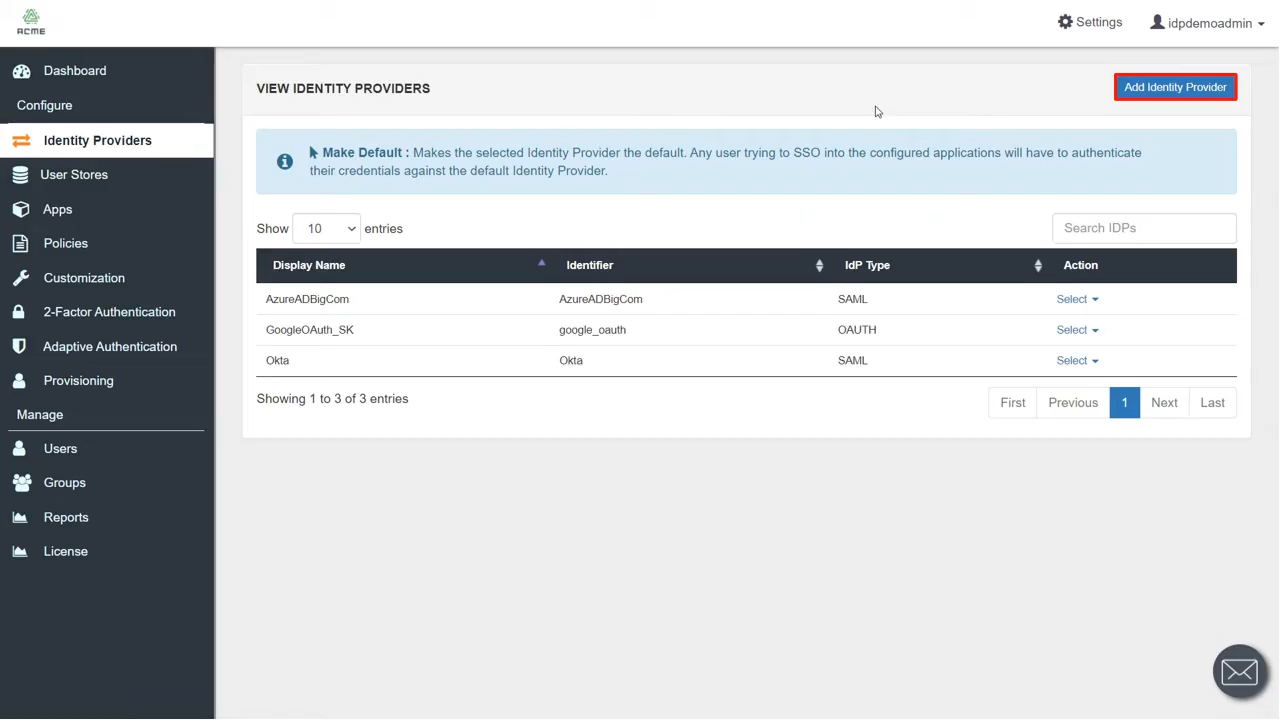 ACME
Settings
idpdemoadmin
Dashboard
Configure
Identity Providers
User Stores
Apps
Policies
Customization
2-Factor Authentication
Adaptive Authentication
Provisioning
Manage
Users
Groups
Reports
License
VIEW IDENTITY PROVIDERS
Add Identity Provider
Make Default : Makes the selected Identity Provider the default. Any user trying to SSO into the configured applications will have to authenticate
their credentials against the default Identity Provider.
Show 10 entries
Search IDPs
Display Name Identifier IdP Type Action
AzureADBigCom AzureADBigCom SAML Select
GoogleOAuth_SK google_oauth OAUTH Select
Okta Okta SAML Select
Showing 1 to 3 of 3 entries
First Previous 1 Next Last